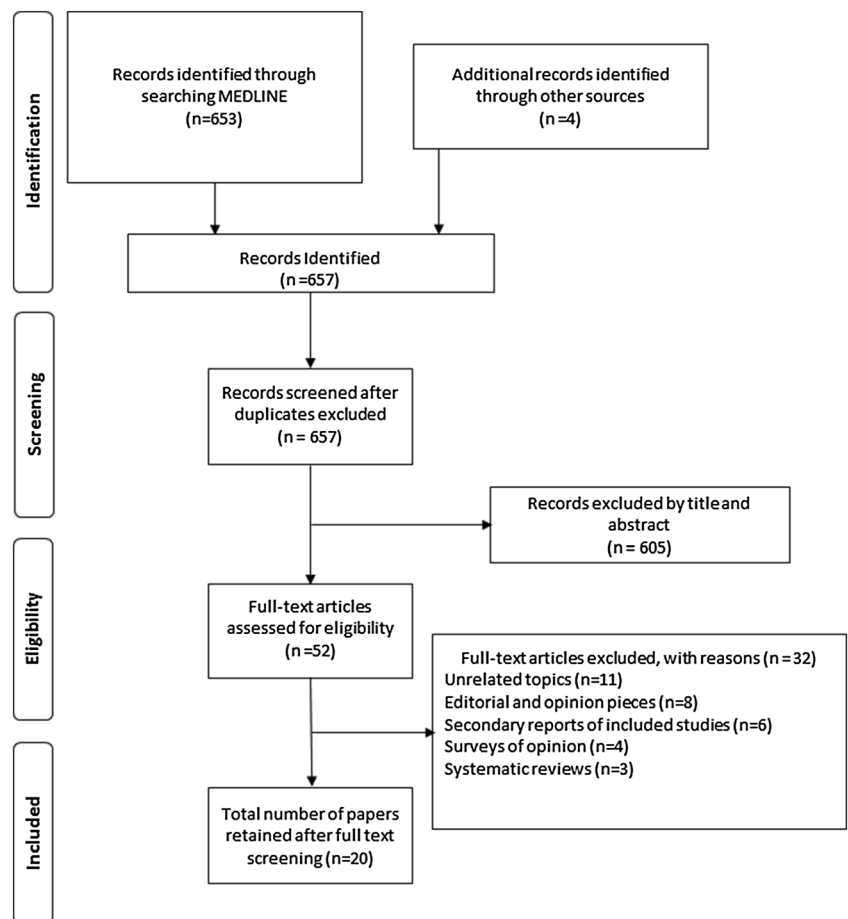 Identification
Records identified through
searching MEDLINE
(n=653)
Additional records identified
through other sources
(n =4)
Records Identified
(n =657)
Screening
Records screened after
duplicates excluded
(n = 657)
Records excluded by title and
abstract
(n = 605)
Eligibility
Full-text articles
assessed for eligibility
(n =52)
Full-text articles excluded, with reasons (n = 32)
Unrelated topics (n=11)
Editorial and opinion pieces (n=8)
Secondary reports of included studies (n=6)
Surveys of opinion (n=4)
Systematic reviews (n=3)
Included
Total number of papers
retained after full text
screening (n=20)